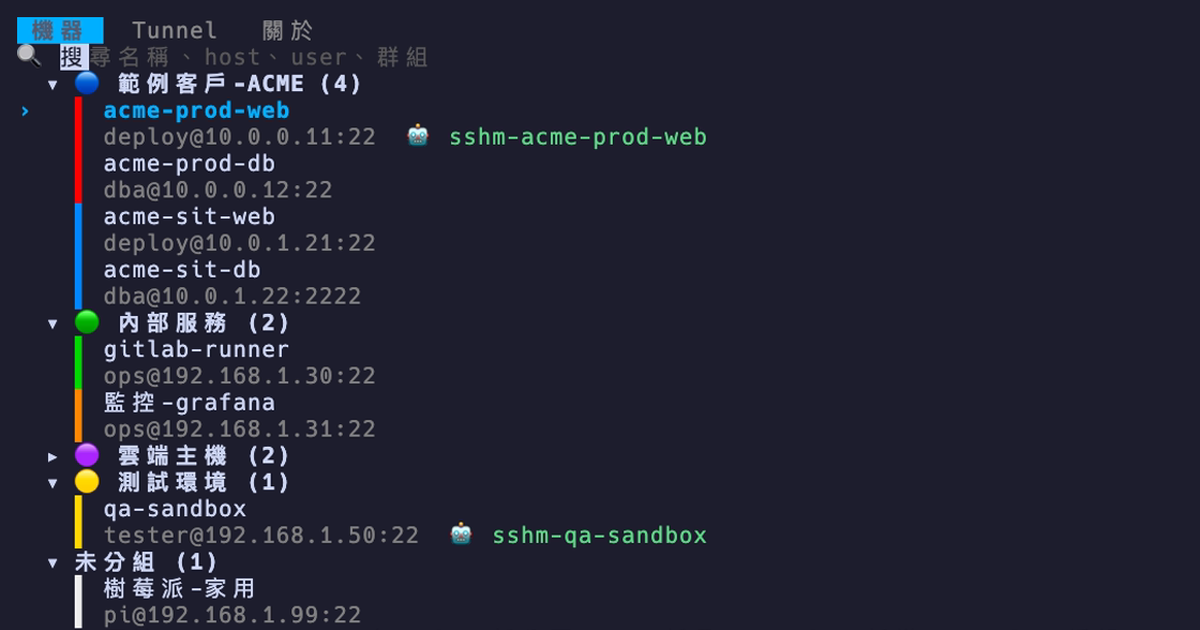 機器 Tunnel 關於
搜尋名稱、host、user、群組
範例客戶-ACME (4)
acme-prod-web
deploy@10.0.0.11:22 sshm-acme-prod-web
acme-prod-db
dba@10.0.0.12:22
acme-sit-web
deploy@10.0.1.21:22
acme-sit-db
dba@10.0.1.22:2222
內部服務 (2)
gitlab-runner
ops@192.168.1.30:22
監控-grafana
ops@192.168.1.31:22
雲端主機 (2)
測試環境 (1)
qa-sandbox
tester@192.168.1.50:22 sshm-qa-sandbox
未分組 (1)
樹莓派-家用
pi@192.168.1.99:22